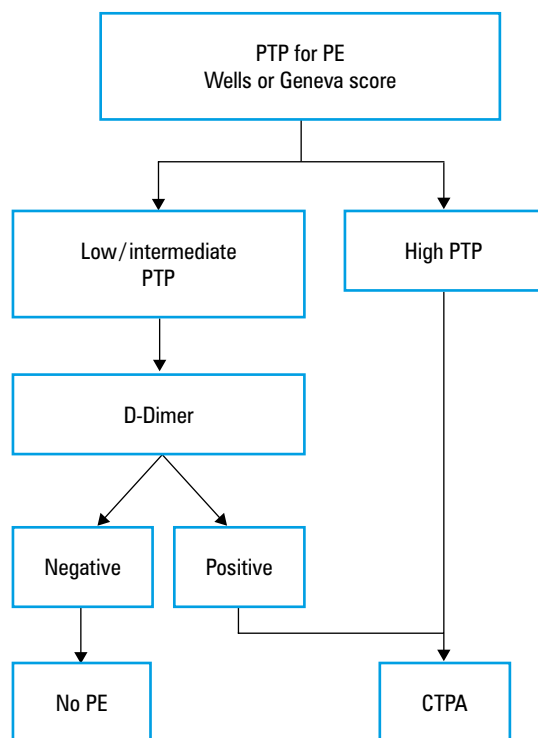 PTP for PE
Wells or Geneva score
Low/intermediate
PTP
High PTP
D-Dimer
Negative
Positive
No PE
CTPA